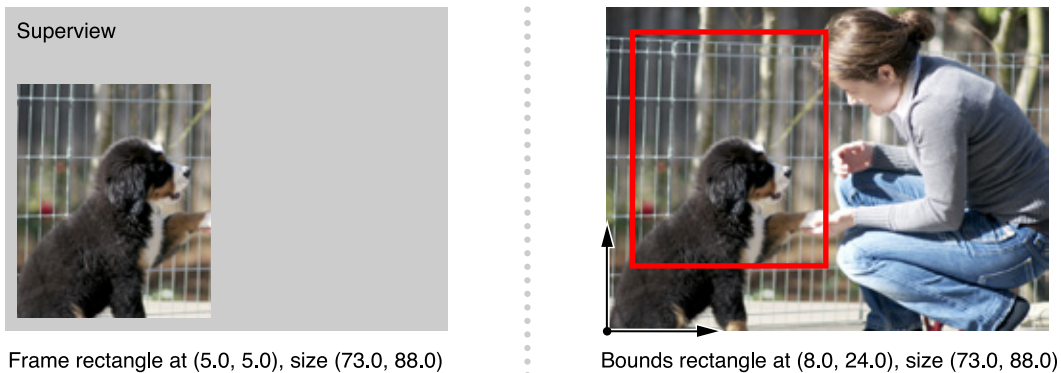 Superview
Frame rectangle at (5.0, 5.0), size (73.0, 88.0)
Bounds rectangle at (8.0, 24.0), size (73.0, 88.0)